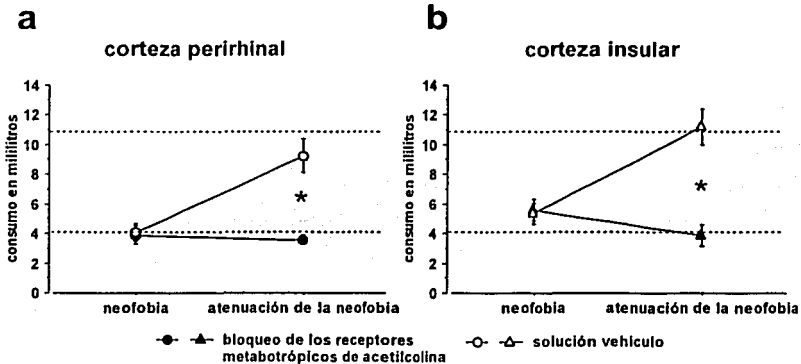 a
corteza perirhinal
consumo en mililitros
14
12
10
8
6
4
2
0
*
neofobia
atenuación de la neofobia
b
corteza insular
consumo en mililitros
14
12
10
8
6
4
2
0
*
neofobia
atenuación de la neofobia
bloqueo de los receptores
metabotrópicos de acetilcolina
solución vehículo